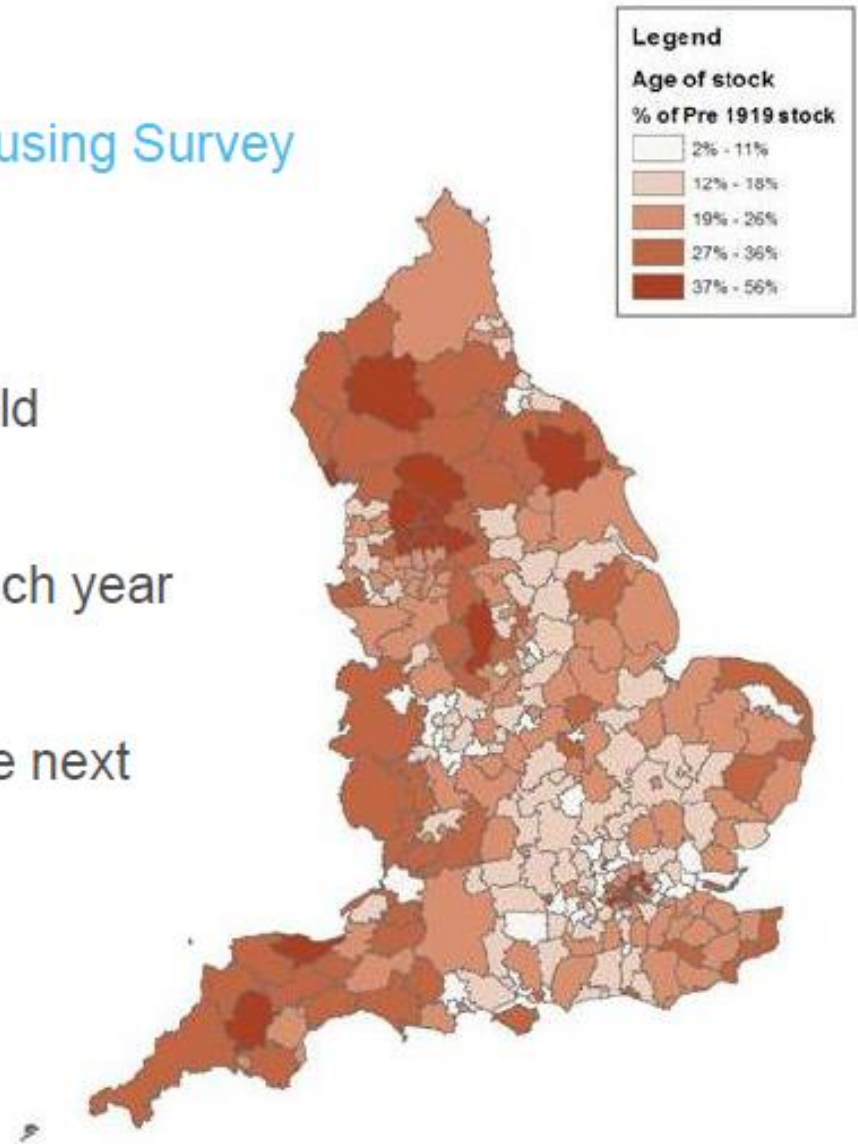 using Survey
ld
ch year
e next
Legend
Age of stock
% of Pre 1919 stock
2% - 11%
12% - 18%
19% - 26%
27% - 36%
37% - 56%